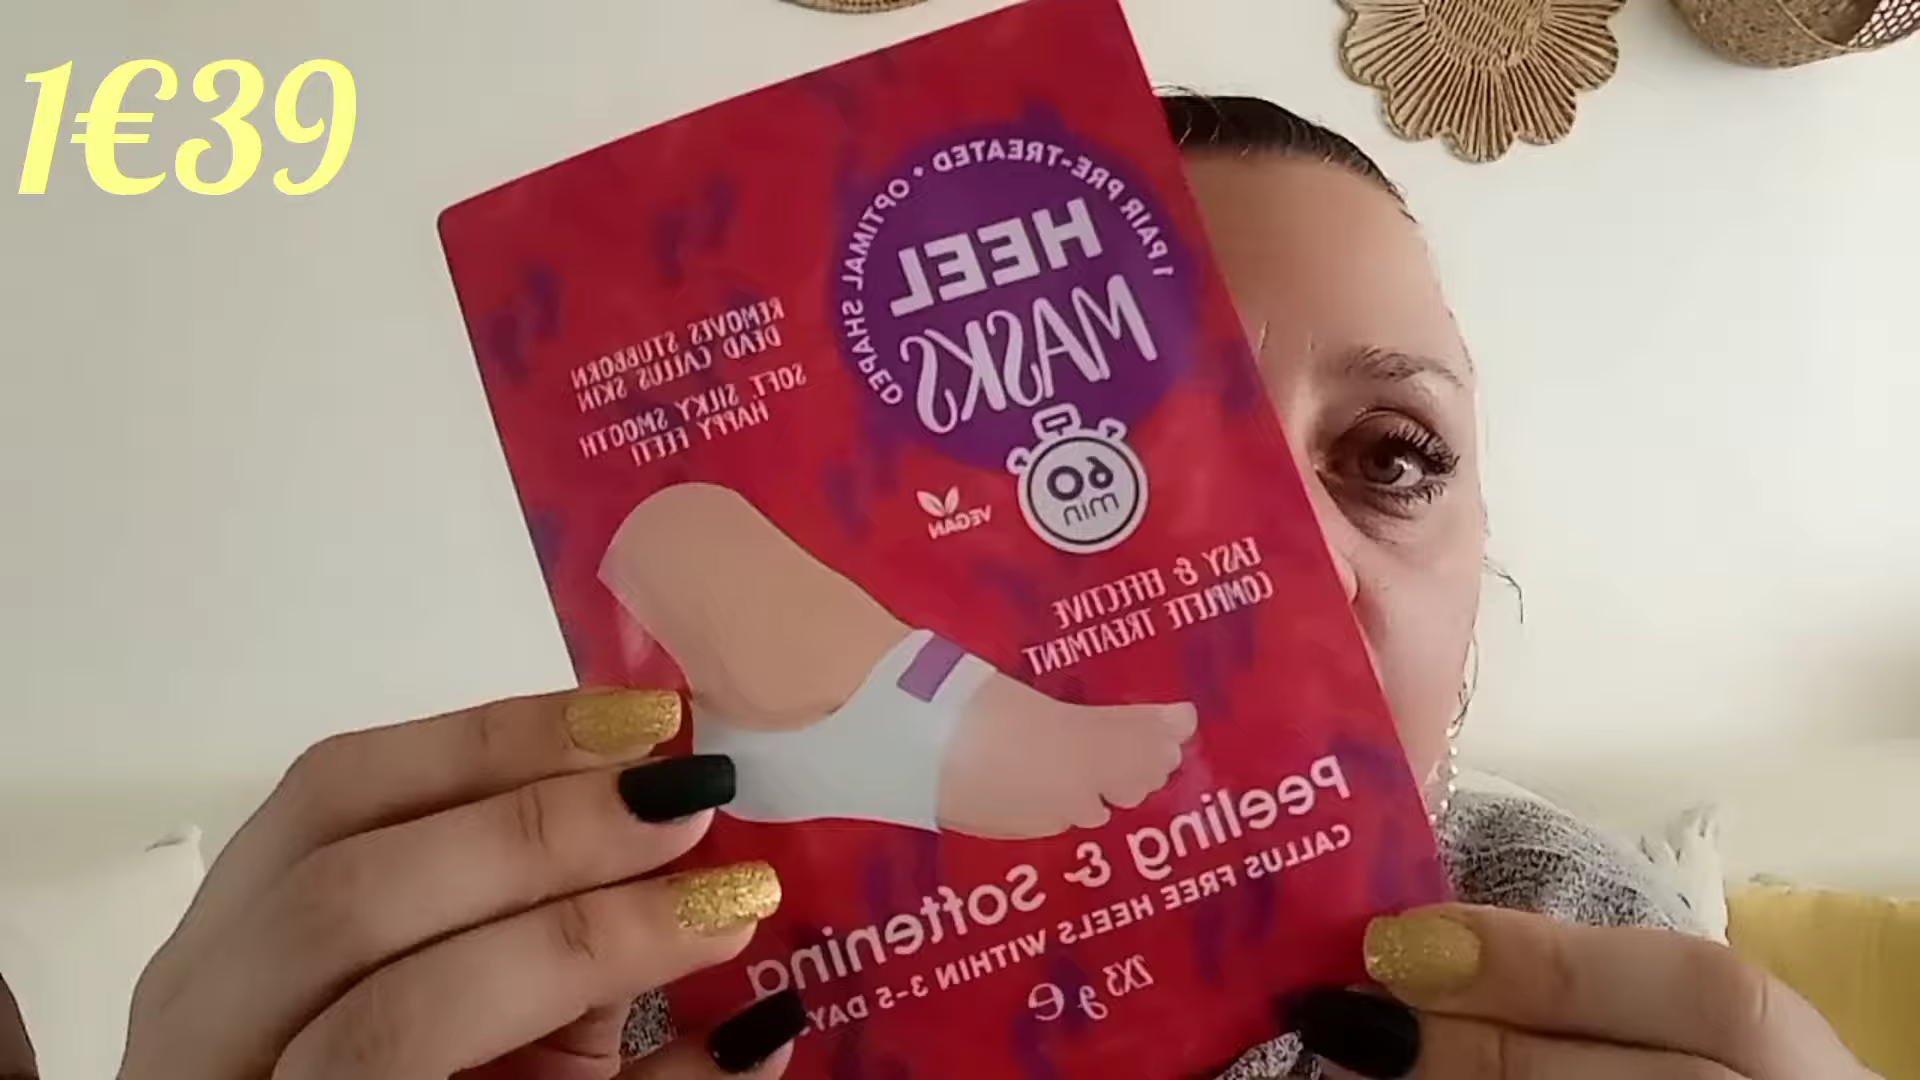 1€39
1 PAIR PRE-TREATED • OPTIMAL SHAPED
HEEL
MASKS
REMOVES STUBBORN
DEAD CALLUS SKIN
SOFT, SILKY SMOOTH
HAPPY FEET!
60
min
VEGAN
EASY & EFFECTIVE
COMPLETE TREATMENT
Peeling & Softening
CALLUS FREE HEELS WITHIN 3-5 DAYS
2X3 g e